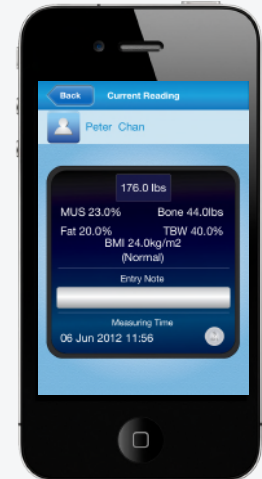 Back Current Reading
Peter Chan
176.0 lbs
MUS 23.0% Bone 44.0lbs
Fat 20.0% TBW 40.0%
BMI 24.0kg/m2
(Normal)
Entry Note
Measuring Time
06 Jun 2012 11:56